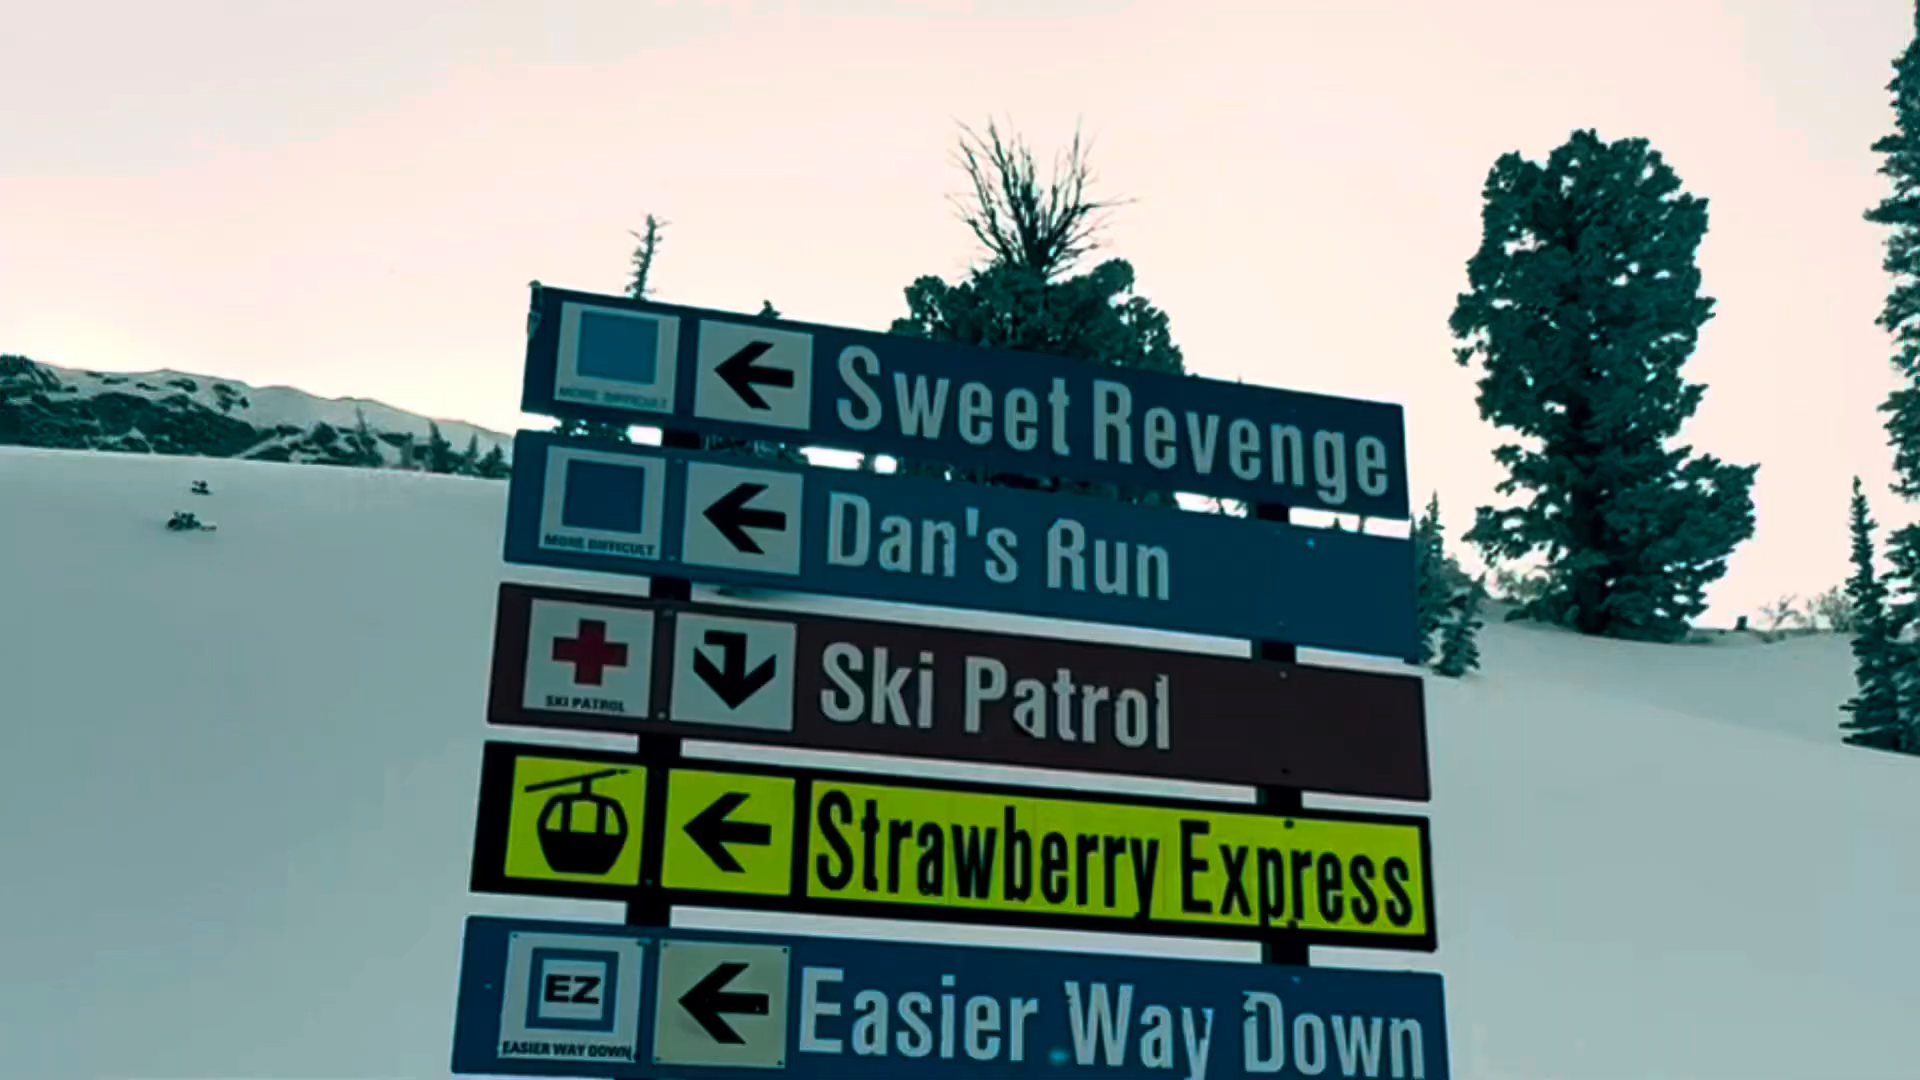 MORE DIFFICULT
Sweet Revenge
MORE DIFFICULT
Dan's Run
SKI PATROL
Ski Patrol
Strawberry Express
EZ
EASIER WAY DOWN
Easier Way Down